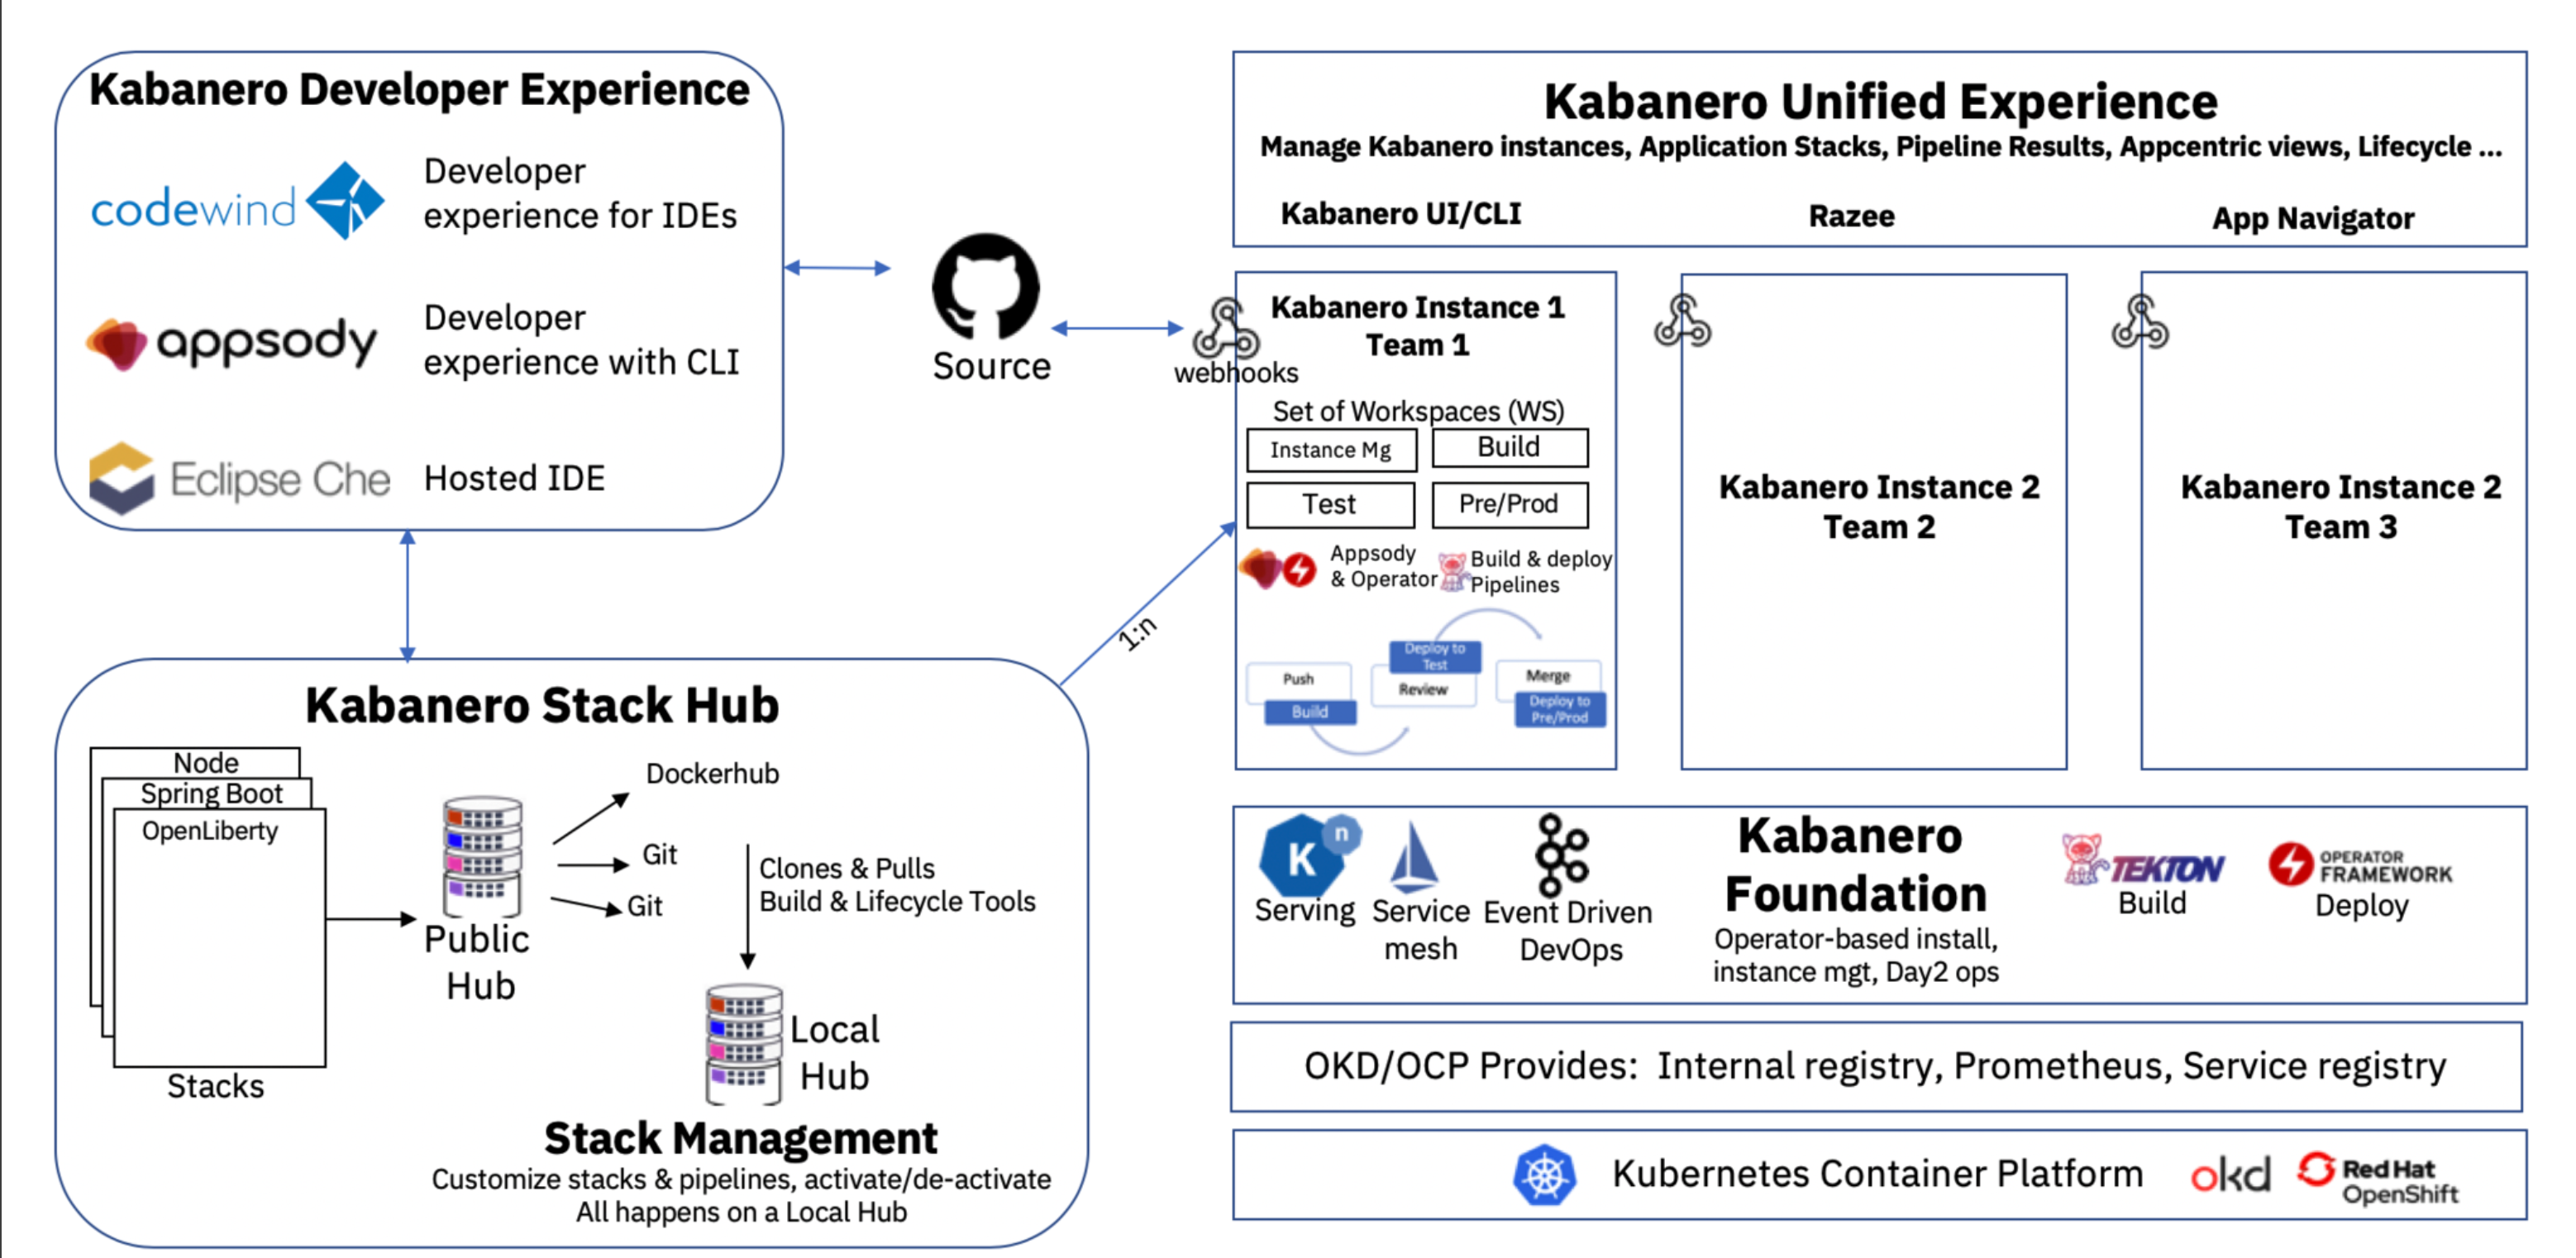 Kabanero Developer Experience
codewind
Developer
experience for IDEs
appsody
Developer
experience with CLI
Eclipse Che
Hosted IDE
Source
webhooks
Kabanero Unified Experience
Manage Kabanero instances, Application Stacks, Pipeline Results, Appcentric views, Lifecycle ...
Kabanero UI/CLI
Razee
App Navigator
Kabanero Instance 1
Team 1
Set of Workspaces (WS)
Instance Mg
Build
Test
Pre/Prod
Appsody
& Operator
Build & deploy
Pipelines
Push
Build
Deploy to
Test
Review
Merge
Deploy to
Pre/Prod
Kabanero Instance 2
Team 2
Kabanero Instance 2
Team 3
1:n
Kabanero Stack Hub
Node
Spring Boot
OpenLiberty
Stacks
Public
Hub
Dockerhub
Git
Git
Clones & Pulls
Build & Lifecycle Tools
Local
Hub
Stack Management
Customize stacks & pipelines, activate/de-activate
All happens on a Local Hub
K
n
Serving
Service
mesh
Event Driven
DevOps
Kabanero
Foundation
Operator-based install,
instance mgt, Day2 ops
TEKTON
Build
OPERATOR
FRAMEWORK
Deploy
OKD/OCP Provides: Internal registry, Prometheus, Service registry
Kubernetes Container Platform
okd
Red Hat
OpenShift